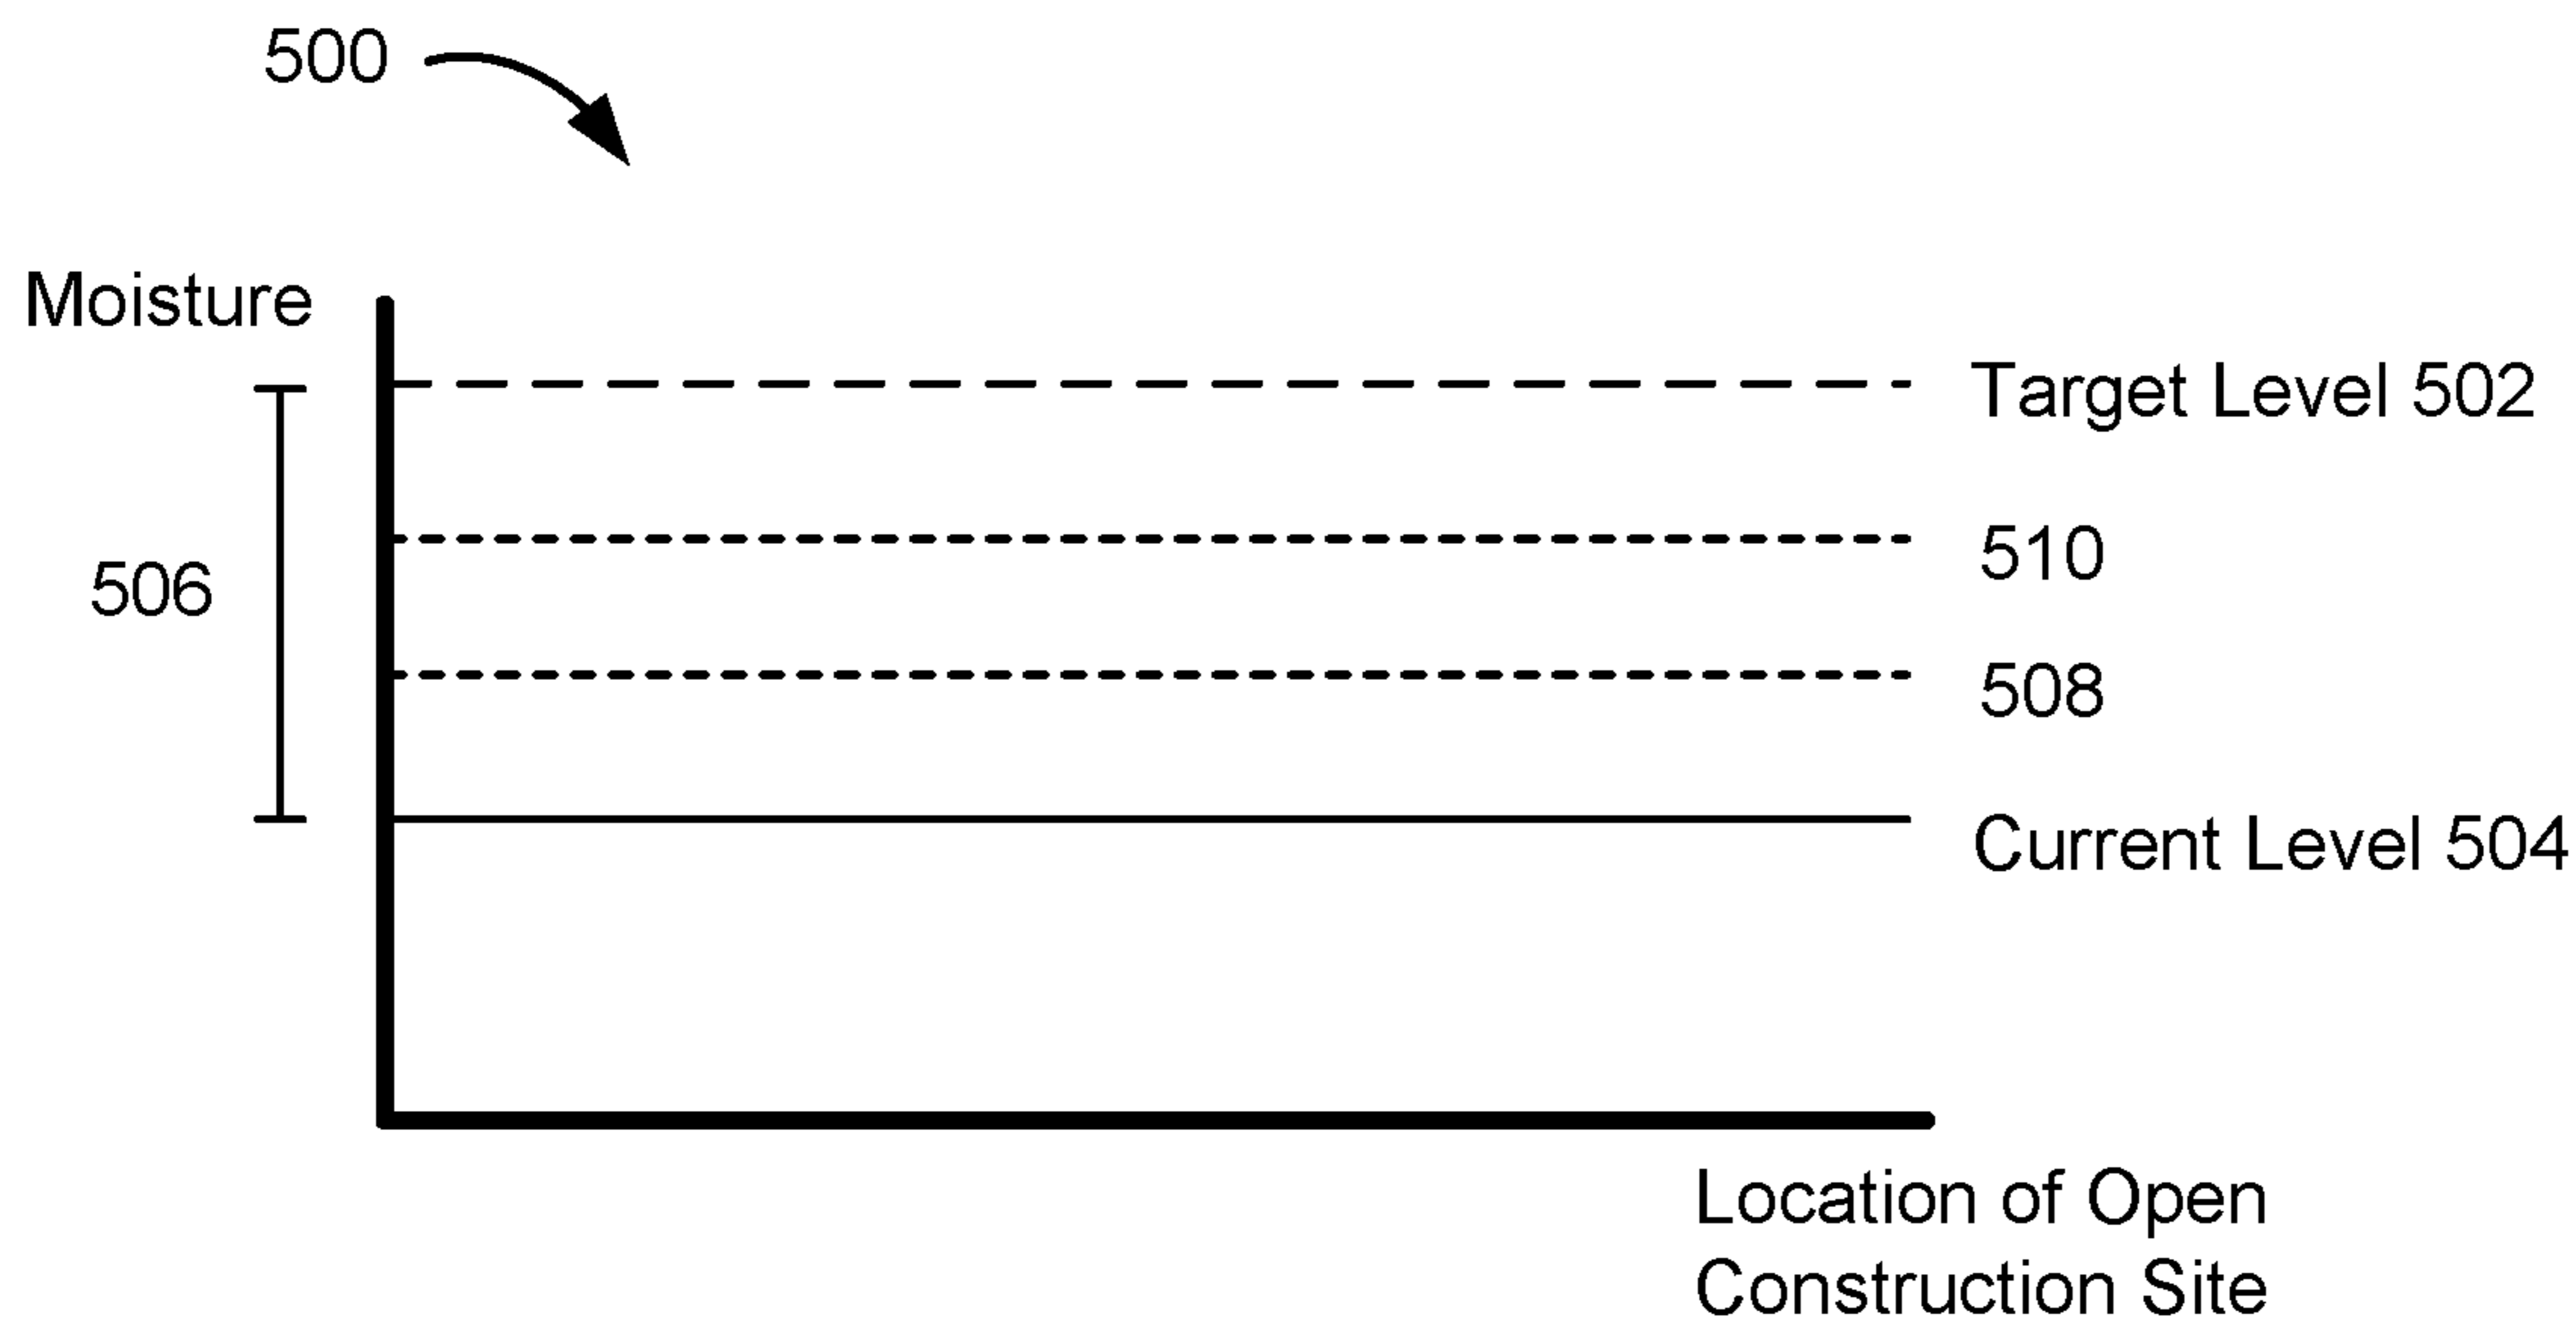 500
Moisture
Target Level 502
510
506
508
Current Level 504
Location of Open
Construction Site